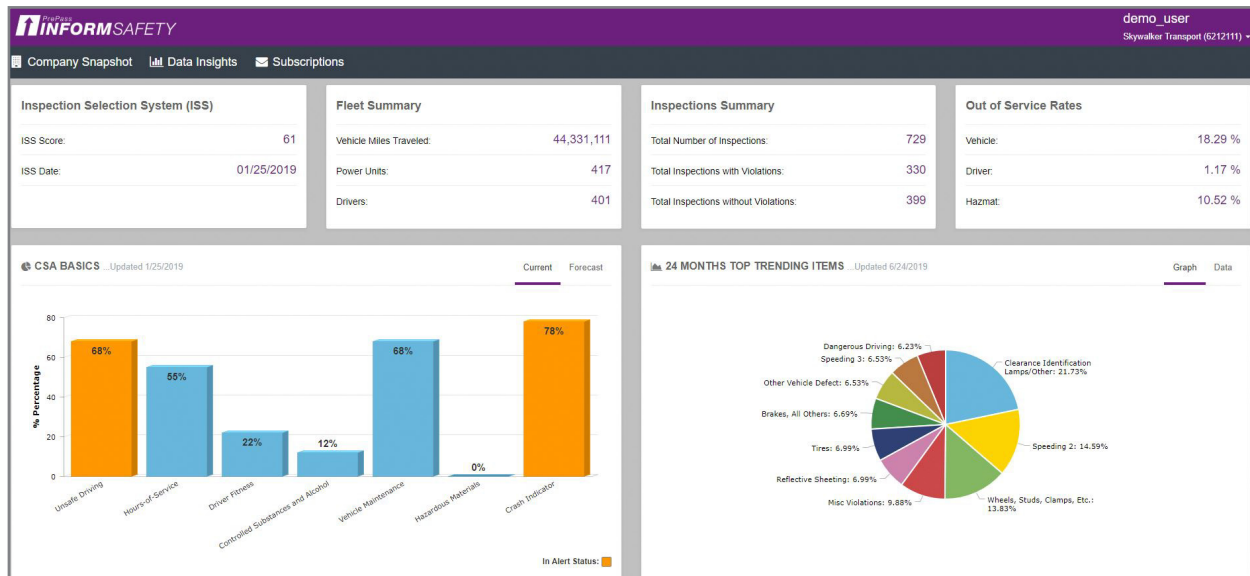 PrePass
INFORMSAFETY
demo_user
Skywalker Transport (6212111)
Company Snapshot
Data Insights
Subscriptions
Inspection Selection System (ISS)
ISS Score: 61
ISS Date: 01/25/2019
Fleet Summary
Vehicle Miles Traveled: 44,331,111
Power Units: 417
Drivers: 401
Inspections Summary
Total Number of Inspections: 729
Total Inspections with Violations: 330
Total Inspections without Violations: 399
Out of Service Rates
Vehicle: 18.29 %
Driver: 1.17 %
Hazmat: 10.52 %
CSA BASICS ...Updated 1/25/2019
Current
Forecast
% Percentage
80
60
40
20
0
68%
55%
22%
12%
68%
0%
78%
Unsafe Driving
Hours-of-Service
Driver Fitness
Controlled Substances and Alcohol
Vehicle Maintenance
Hazardous Materials
Crash Indicator
In Alert Status:
24 MONTHS TOP TRENDING ITEMS ...Updated 6/24/2019
Graph
Data
Dangerous Driving: 6.23%
Speeding 3: 6.53%
Other Vehicle Defect: 6.53%
Brakes, All Others: 6.69%
Tires: 6.99%
Reflective Sheeting: 6.99%
Misc Violations: 9.88%
Clearance Identification
Lamps/Other: 21.73%
Speeding 2: 14.59%
Wheels, Studs, Clamps, Etc.:
13.83%